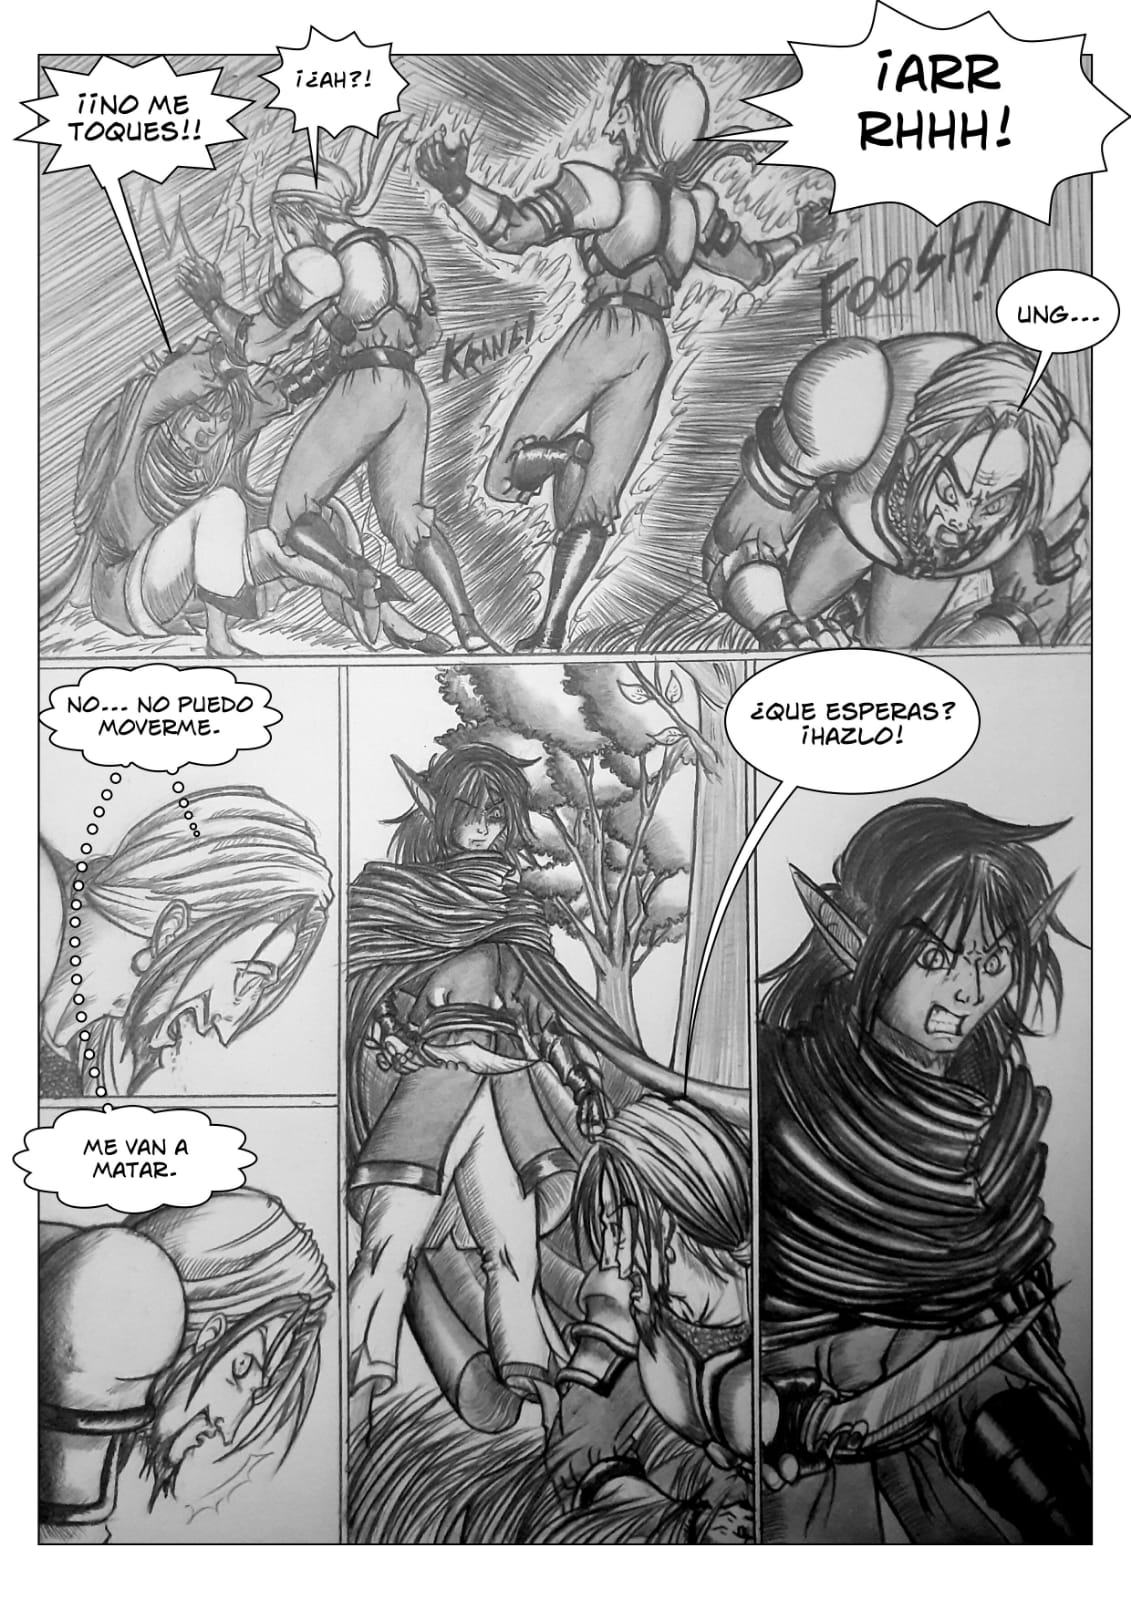 ¡¡NO ME
TOQUES!!
¡¿AH?!
¡ARR
RHHH!
KRANG!
FOOSH!
UNG...
NO... NO PUEDO
MOVERME.
ME VAN A
MATAR.
¿QUE ESPERAS?
¡HAZLO!